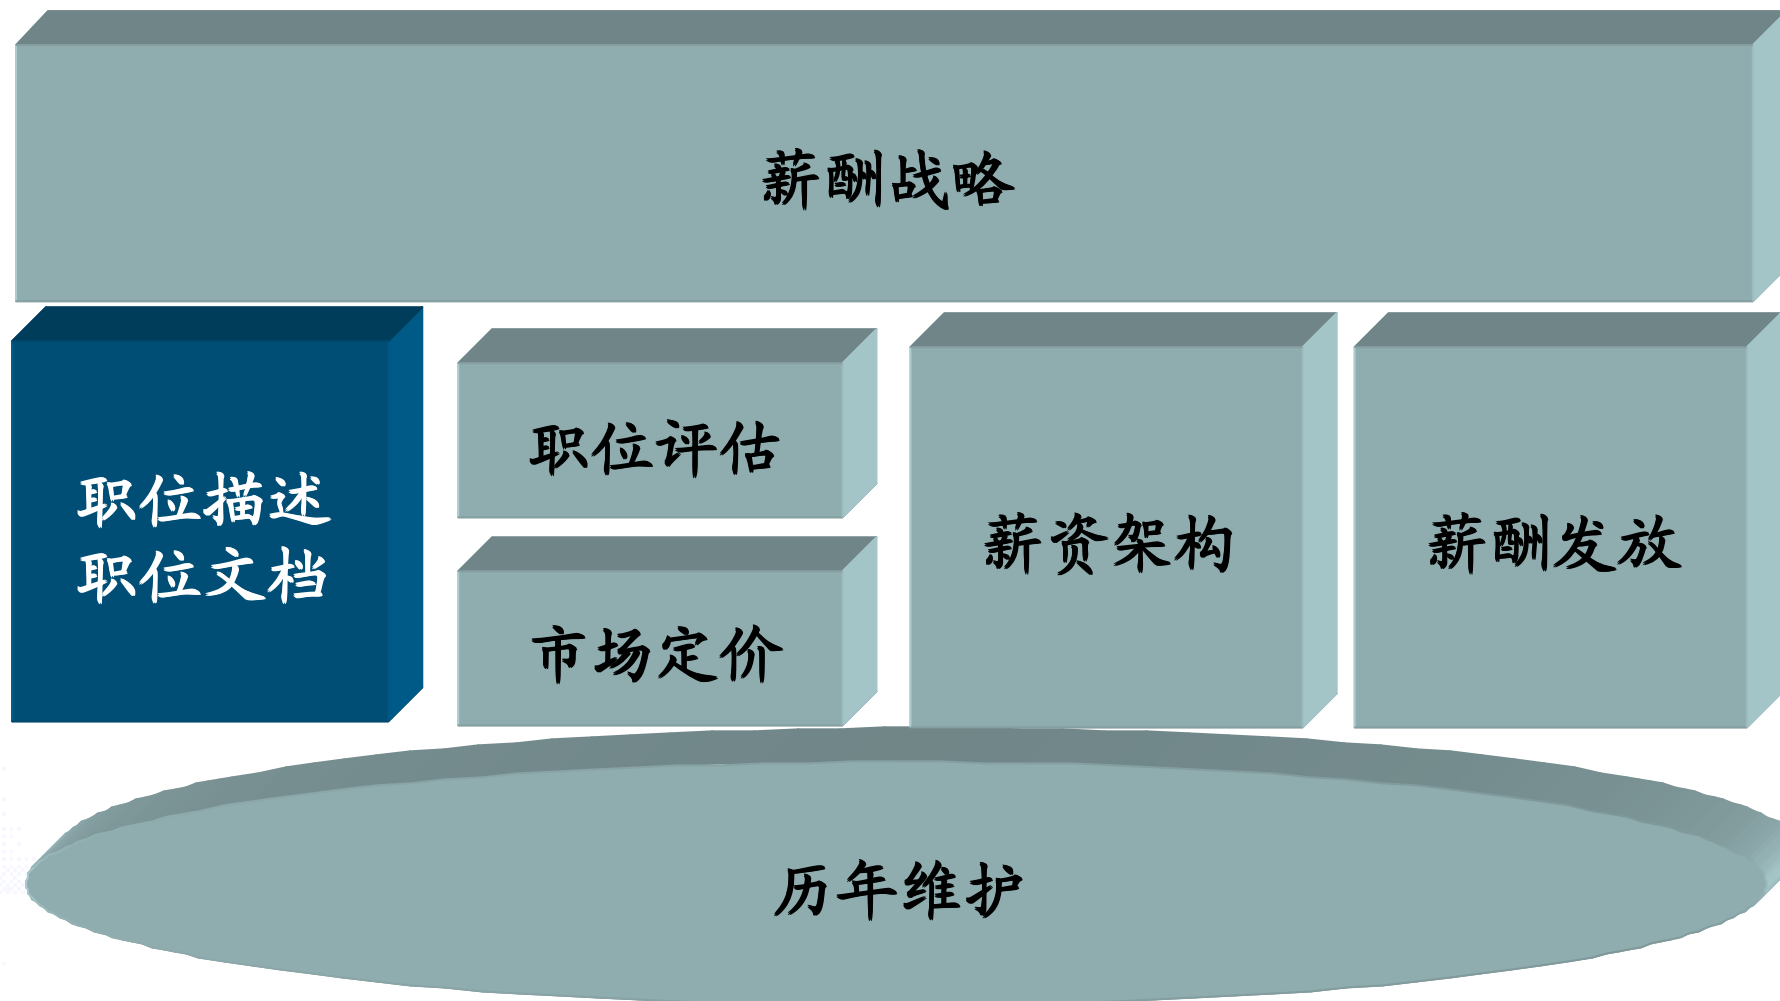 薪酬战略
职位描述
职位文档
职位评估
市场定价
薪资架构
薪酬发放
历年维护